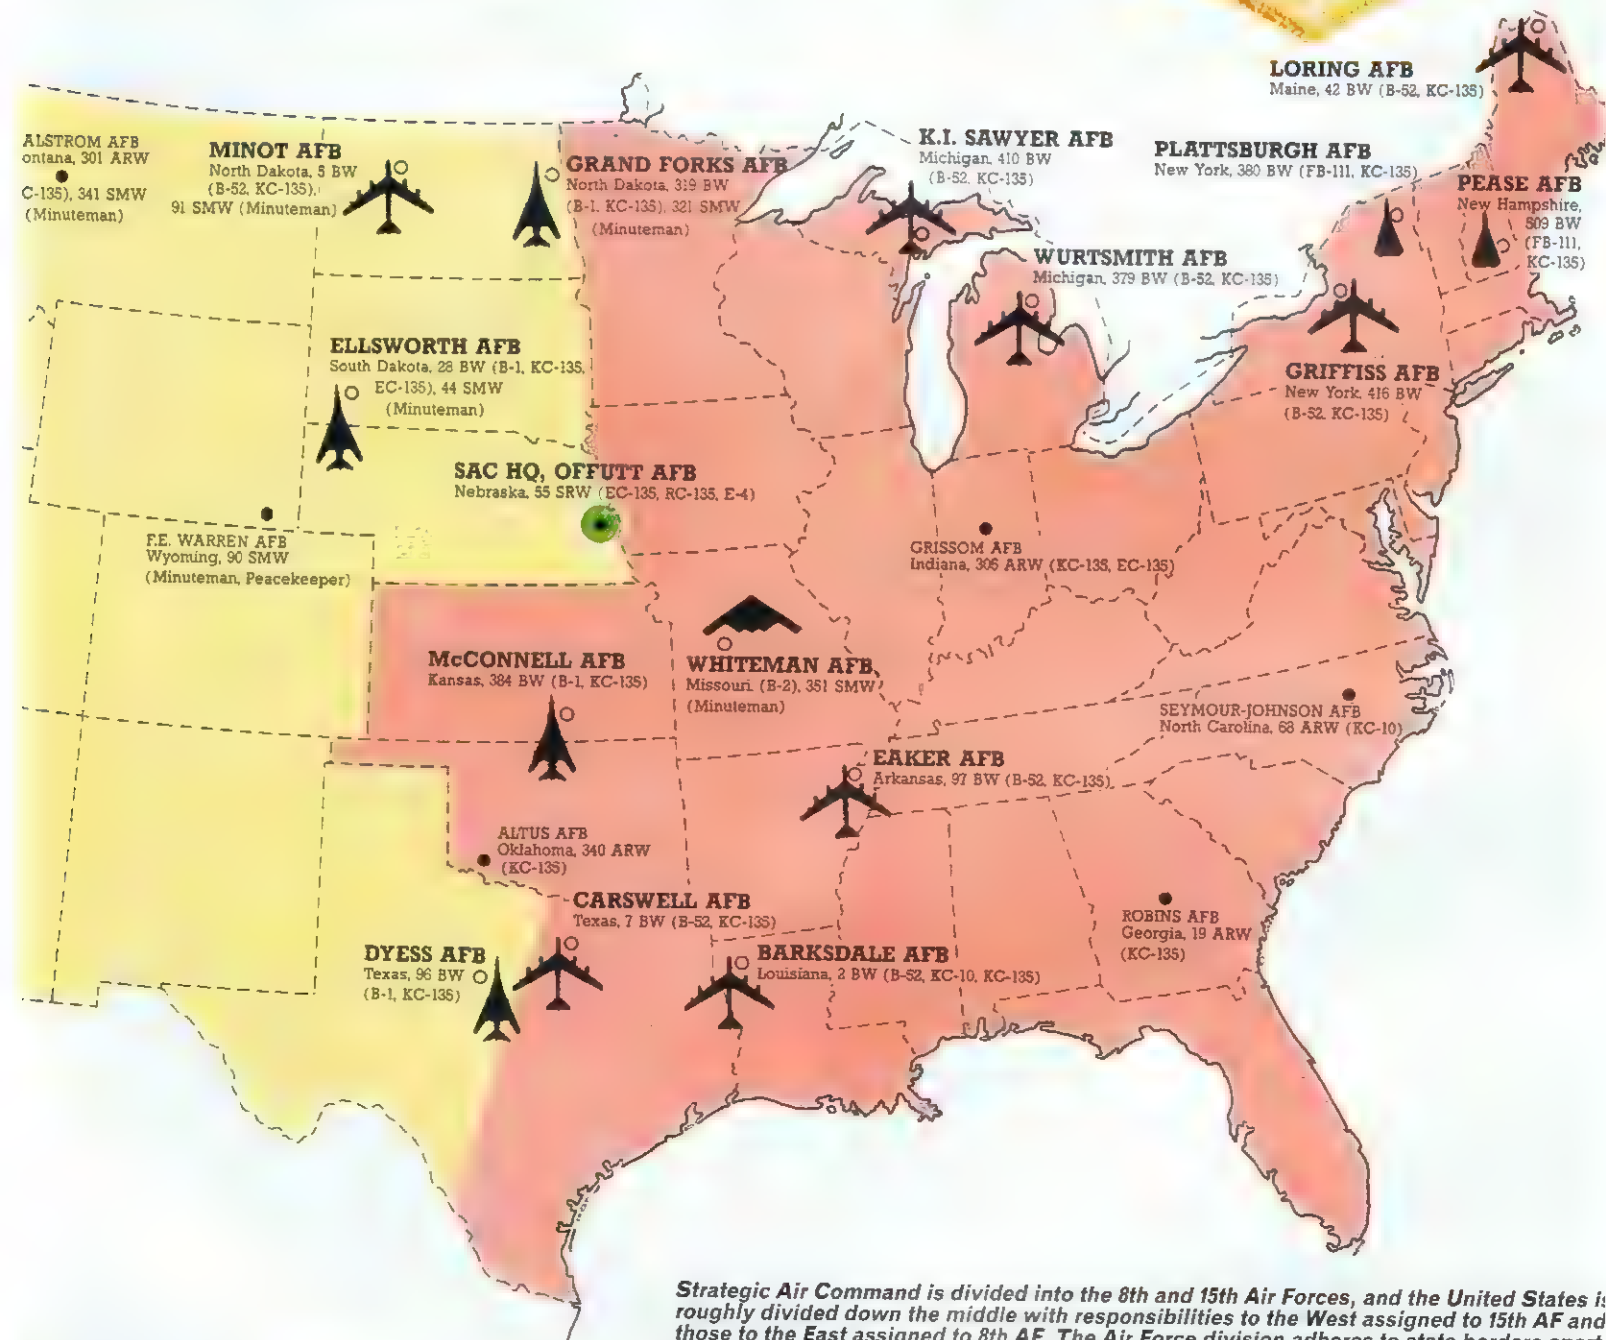 LORING AFB
Maine, 42 BW (B-52, KC-135)
ALSTROM AFB
ontana, 301 ARW
C-135), 341 SMW
(Minuteman)
MINOT AFB
North Dakota, 5 BW
(B-52, KC-135),
91 SMW (Minuteman)
GRAND FORKS AFB
North Dakota, 319 BW
(B-1, KC-135), 321 SMW
(Minuteman)
K.I. SAWYER AFB
Michigan, 410 BW
(B-52, KC-135)
PLATTSBURGH AFB
New York, 380 BW (FB-111, KC-135)
PEASE AFB
New Hampshire,
509 BW
(FB-111,
KC-135)
WURTSMITH AFB
Michigan, 379 BW (B-52, KC-135)
ELLSWORTH AFB
South Dakota, 28 BW (B-1, KC-135,
EC-135), 44 SMW
(Minuteman)
GRIFFISS AFB
New York, 416 BW
(B-52, KC-135)
SAC HQ, OFFUTT AFB
Nebraska, 55 SRW (EC-135, RC-135, E-4)
F.E. WARREN AFB
Wyoming, 90 SMW
(Minuteman, Peacekeeper)
GRISSOM AFB
Indiana, 305 ARW (KC-135, EC-135)
McCONNELL AFB
Kansas, 384 BW (B-1, KC-135)
WHITEMAN AFB,
Missouri (B-2), 351 SMW
(Minuteman)
SEYMOUR-JOHNSON AFB
North Carolina, 68 ARW (KC-10)
EAKER AFB
Arkansas, 97 BW (B-52, KC-135)
ALTUS AFB
Oklahoma, 340 ARW
(KC-135)
CARSWELL AFB
Texas, 7 BW (B-52, KC-135)
ROBINS AFB
Georgia, 19 ARW
(KC-135)
DYESS AFB
Texas, 96 BW
(B-1, KC-135)
BARKSDALE AFB
Louisiana, 2 BW (B-52, KC-10, KC-135)
Strategic Air Command is divided into the 8th and 15th Air Forces, and the United States is
roughly divided down the middle with responsibilities to the West assigned to 15th AF and
those to the East assigned to 8th AF. The Air Force division adheres to state borders